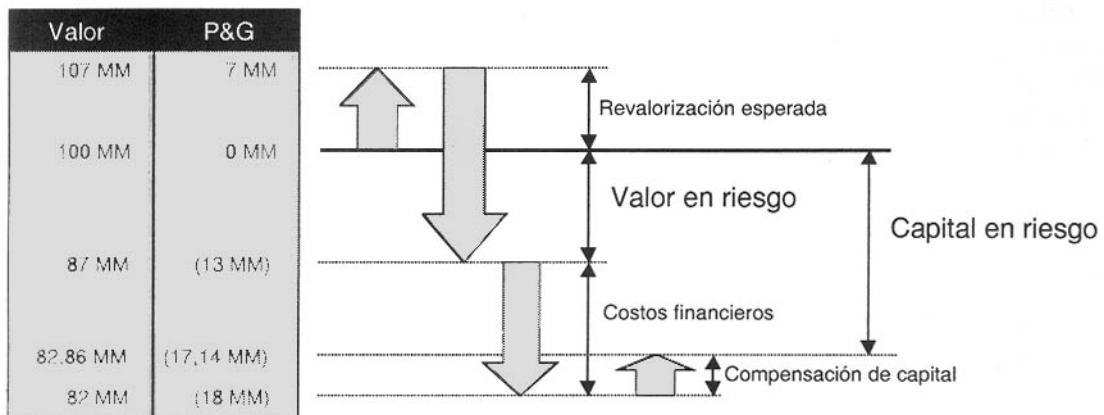 Valor P&G
107 MM 7 MM
Revalorización esperada
100 MM 0 MM
Valor en riesgo
Capital en riesgo
87 MM (13 MM)
Costos financieros
82.86 MM (17,14 MM)
Compensación de capital
82 MM (18 MM)